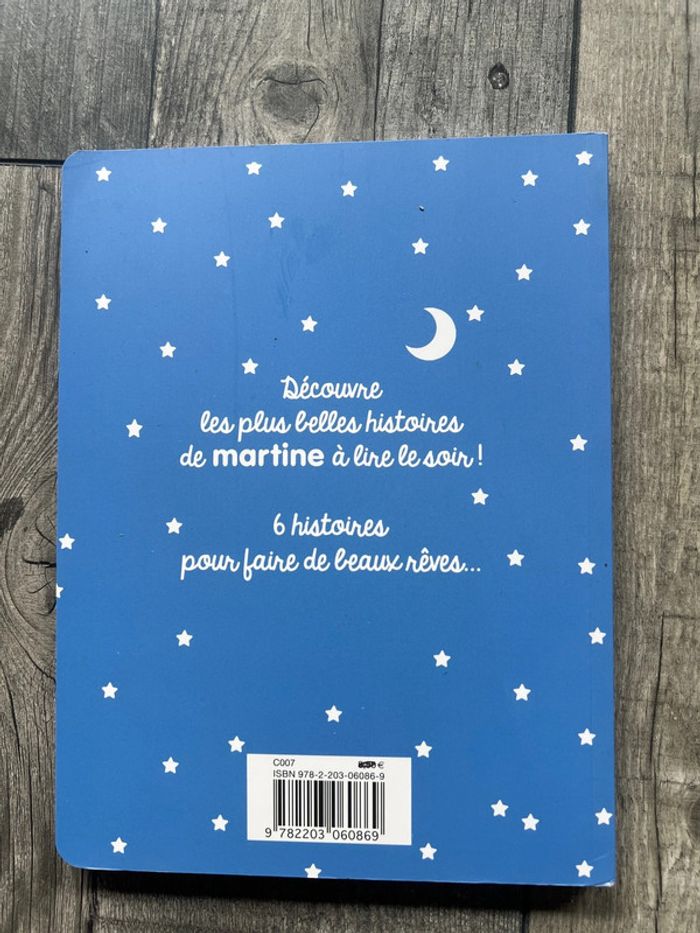 Découvre
les plus belles histoires
de martine à lire le soir !
6 histoires
pour faire de beaux rêves...
C007 €
ISBN 978-2-203-06086-9
9 782203 060869